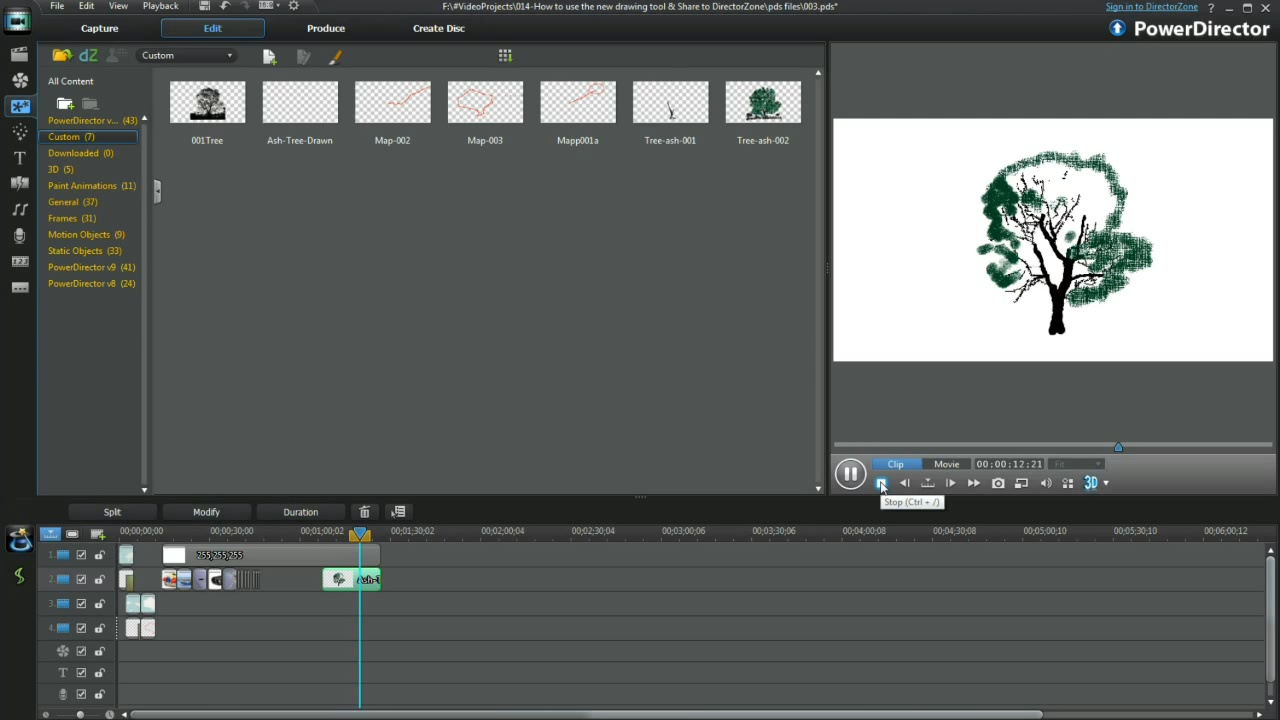 File Edit View Playback
F:\#VideoProjects\014-How to use the new drawing tool & Share to DirectorZone\pds files\003.pds*
Sign in to DirectorZone ?
Capture Edit Produce Create Disc
PowerDirector
dZ Custom
All Content
PowerDirector v... (43)
Custom (7)
Downloaded (0)
3D (5)
Paint Animations (11)
General (37)
Frames (31)
Motion Objects (9)
Static Objects (33)
PowerDirector v9 (41)
PowerDirector v8 (24)
001Tree Ash-Tree-Drawn Map-002 Map-003 Mapp001a Tree-ash-001 Tree-ash-002
Clip Movie 00;00;12;21 Fit
3D
Stop (Ctrl + /)
Split Modify Duration
00;00;00;00 00;00;30;00 00;01;00;02 00;01;30;02 00;02;00;04 00;02;30;04 00;03;00;06 00;03;30;06 00;04;00;08 00;04;30;08 00;05;00;10 00;05;30;10 00;06;00;12
1. 255,255,255
2.
3.
4.
T